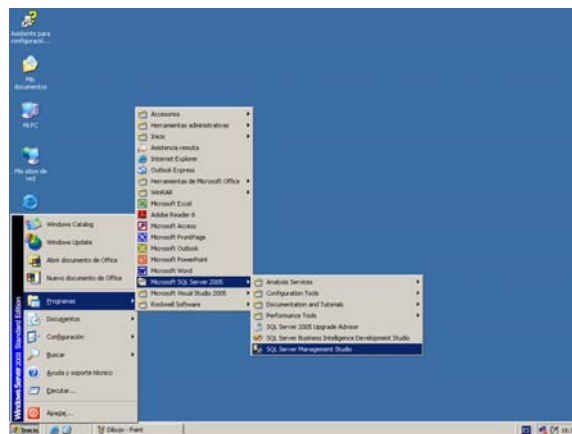 Asistente para
configuració...
Mis
documentos
Mi PC
Mis sitios de
red
Windows Catalog
Windows Update
Abrir documento de Office
Nuevo documento de Office
Programas
Documentos
Configuración
Buscar
Ayuda y soporte técnico
Ejecutar...
Apagar...
Windows Server 2003 Standard Edition
Accesorios
Herramientas administrativas
Inicio
Asistencia remota
Internet Explorer
Outlook Express
Herramientas de Microsoft Office
WinRAR
Microsoft Excel
Adobe Reader 8
Microsoft Access
Microsoft FrontPage
Microsoft Outlook
Microsoft PowerPoint
Microsoft Word
Microsoft SQL Server 2005
Microsoft Visual Studio 2005
Rockwell Software
Analysis Services
Configuration Tools
Documentation and Tutorials
Performance Tools
SQL Server 2005 Upgrade Advisor
SQL Server Business Intelligence Development Studio
SQL Server Management Studio
Inicio
Dibujo - Paint